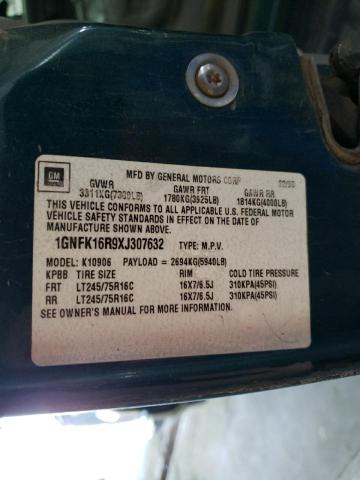 GM
MFD BY GENERAL MOTORS CORP
GVWR GAWR FRT GAWR RR
3311KG(7300LB) 1780KG(3925LB) 1814KG(4000LB)
THIS VEHICLE CONFORMS TO ALL APPLICABLE U.S. FEDERAL MOTOR
VEHICLE SAFETY STANDARDS IN EFFECT ON THE DATE OF
MANUFACTURE SHOWN ABOVE.
1GNFK16R9XJ307632 TYPE: M.P.V.
MODEL: K10906 PAYLOAD = 2694KG(5940LB)
KPBB TIRE SIZE RIM COLD TIRE PRESSURE
FRT LT245/75R16C 16X7/6.5J 310KPA(45PSI)
RR LT245/75R16C 16X7/6.5J 310KPA(45PSI)
SEE OWNER'S MANUAL FOR MORE INFORMATION.